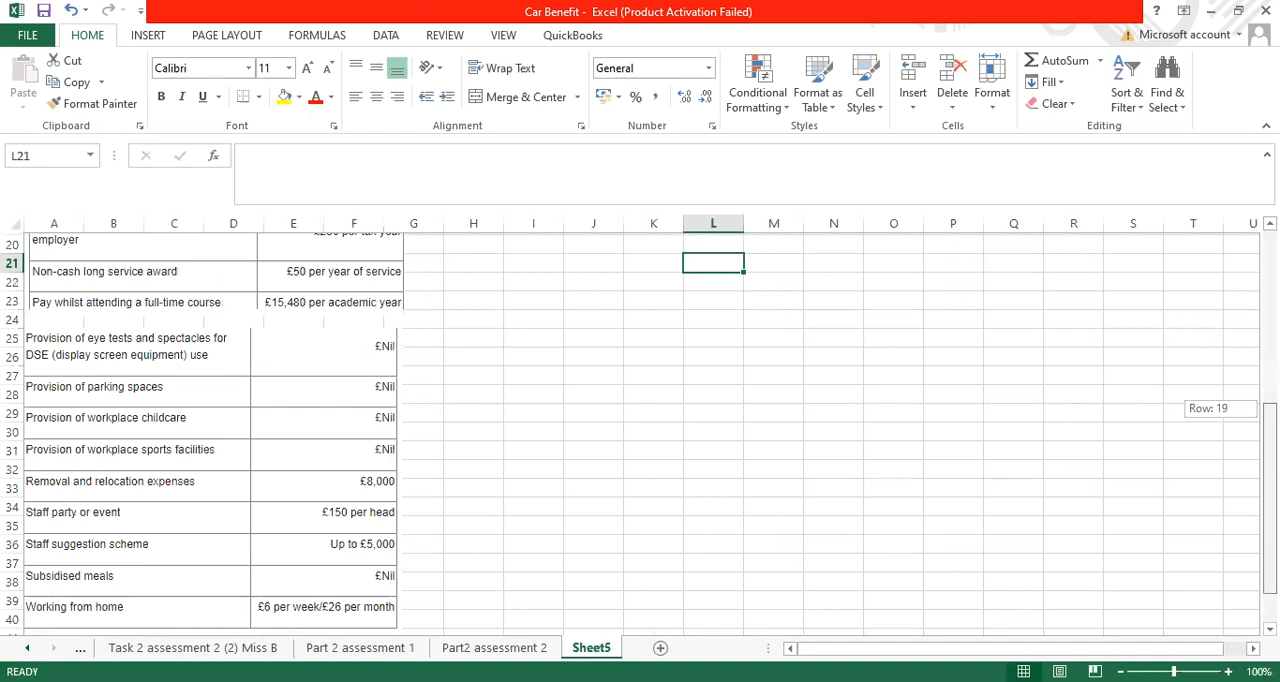 Car Benefit - Excel (Product Activation Failed)
?
FILE HOME INSERT PAGE LAYOUT FORMULAS DATA REVIEW VIEW QuickBooks Microsoft account
Paste Cut Copy Format Painter
Calibri 11 A A B I U A
Wrap Text Merge & Center
General % , .0 .00
Conditional Formatting Format as Table Cell Styles
Insert Delete Format
AutoSum Fill Clear Sort & Filter Find & Select
Clipboard Font Alignment Number Styles Cells Editing
L21 fx
A B C D E F G H I J K L M N O P Q R S T U
20 employer
21 Non-cash long service award £50 per year of service
22
23 Pay whilst attending a full-time course £15,480 per academic year
24
25 Provision of eye tests and spectacles for
26 DSE (display screen equipment) use £Nil
27
28 Provision of parking spaces £Nil
29 Provision of workplace childcare £Nil Row: 19
30
31 Provision of workplace sports facilities £Nil
32
33 Removal and relocation expenses £8,000
34 Staff party or event £150 per head
35
36 Staff suggestion scheme Up to £5,000
37
38 Subsidised meals £Nil
39 Working from home £6 per week/£26 per month
40
... Task 2 assessment 2 (2) Miss B Part 2 assessment 1 Part2 assessment 2 Sheet5
READY 100%